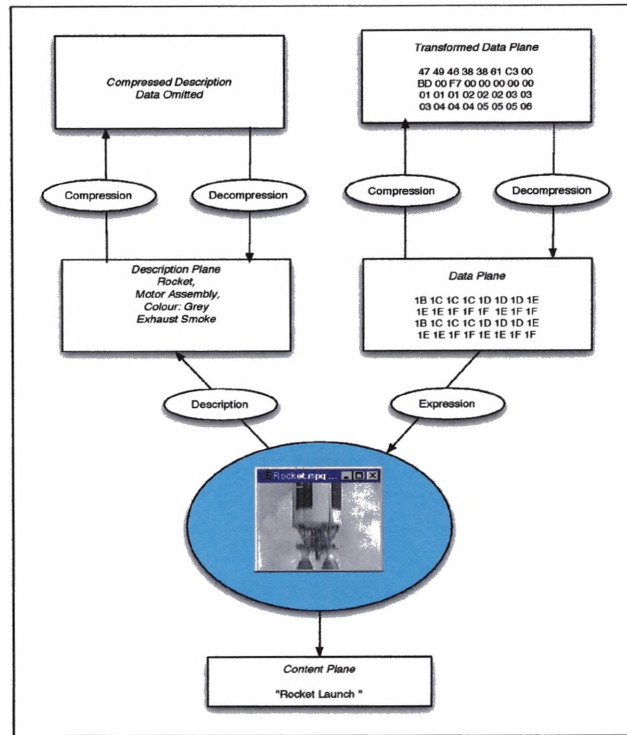 Compressed Description
Data Omitted
Transformed Data Plane
47 49 46 38 38 61 C3 00
BD 00 F7 00 00 00 00 00
01 01 01 02 02 02 03 03
03 04 04 04 05 05 05 06
Compression
Decompression
Compression
Decompression
Description Plane
Rocket,
Motor Assembly,
Colour: Grey
Exhaust Smoke
Data Plane
1B 1C 1C 1C 1D 1D 1D 1E
1E 1E 1F 1F 1F 1E 1F 1F
1B 1C 1C 1C 1D 1D 1D 1E
1E 1E 1F 1F 1E 1E 1F 1F
Description
Expression
Rocket.mpg ...
Content Plane
"Rocket Launch "